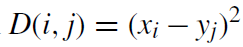 D(i, j) = (xᵢ − yⱼ)²